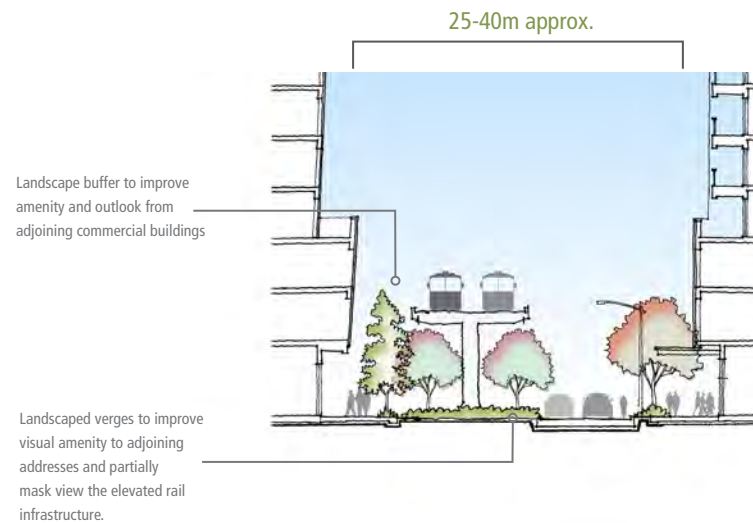 25-40m approx.
Landscape buffer to improve
amenity and outlook from
adjoining commercial buildings
Landscaped verges to improve
visual amenity to adjoining
addresses and partially
mask view the elevated rail
infrastructure.